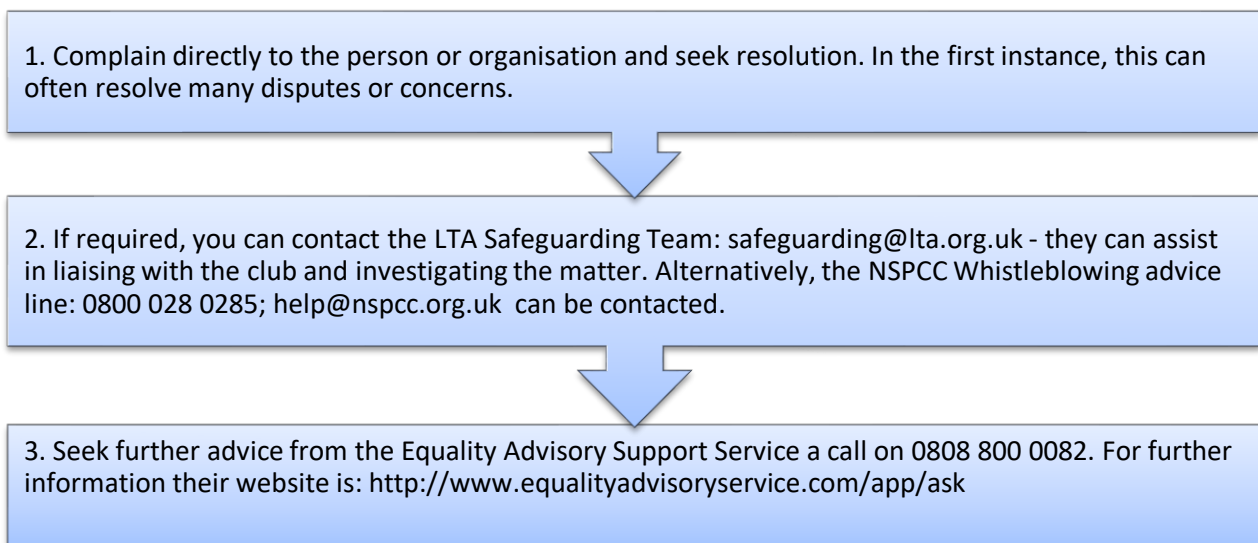 1. Complain directly to the person or organisation and seek resolution. In the first instance, this can
often resolve many disputes or concerns.
2. If required, you can contact the LTA Safeguarding Team: safeguarding@lta.org.uk - they can assist
in liaising with the club and investigating the matter. Alternatively, the NSPCC Whistleblowing advice
line: 0800 028 0285; help@nspcc.org.uk  can be contacted.
3. Seek further advice from the Equality Advisory Support Service a call on 0808 800 0082. For further
information their website is: http://www.equalityadvisoryservice.com/app/ask